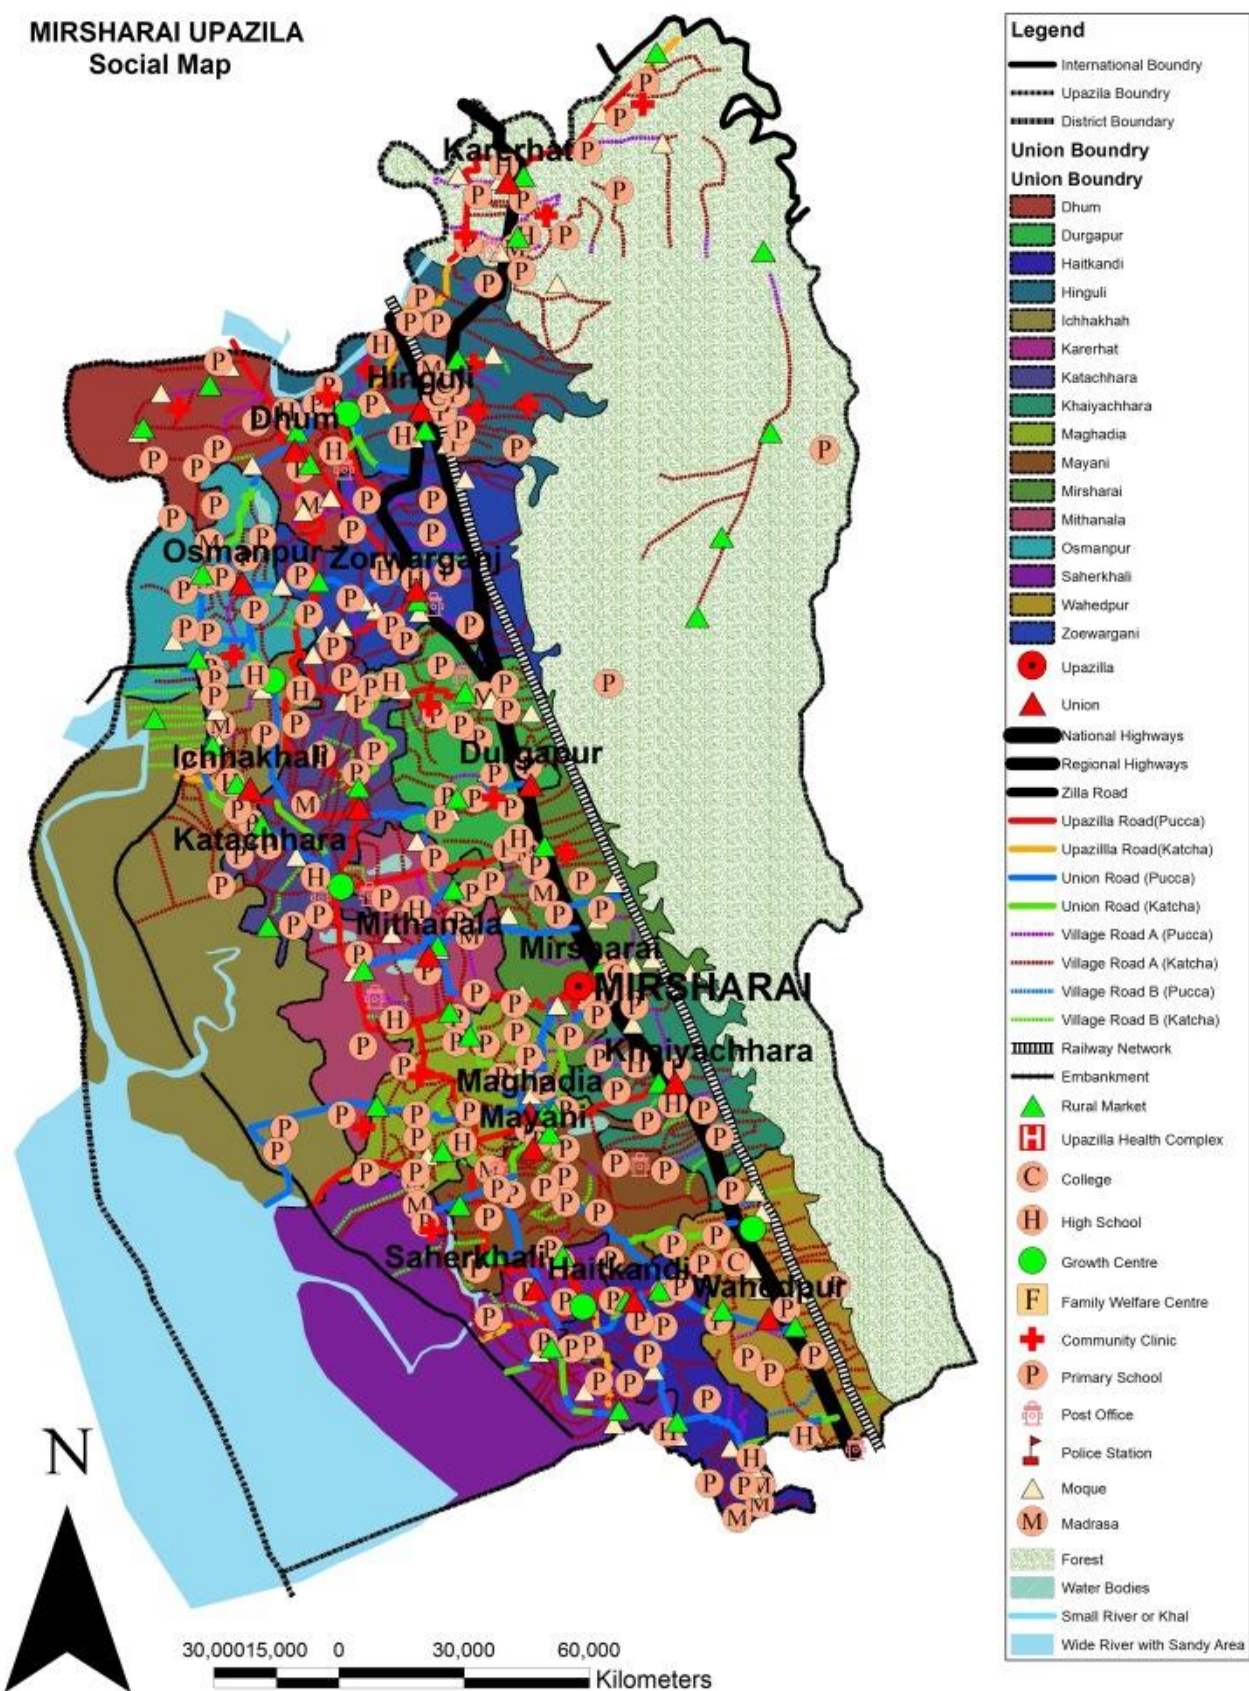 MIRSHARAI UPAZILA
Social Map
Karerhat
Hinguli
Dhum
Osmanpur
Zorwarganj
Durgapur
Ichhakhali
Katachhara
Mithanala
Mirsharai
MIRSHARAI
Khaiyachhara
Maghadia
Mayani
Saherkhali
Haitkandi
Wahedpur
N
30,000 15,000 0 30,000 60,000
Kilometers
Legend
International Boundry
Upazila Boundry
District Boundary
Union Boundry
Union Boundry
Dhum
Durgapur
Haitkandi
Hinguli
Ichhakhah
Karerhat
Katachhara
Khaiyachhara
Maghadia
Mayani
Mirsharai
Mithanala
Osmanpur
Saherkhali
Wahedpur
Zoewargani
Upazilla
Union
National Highways
Regional Highways
Zilla Road
Upazilla Road(Pucca)
Upazillla Road(Katcha)
Union Road (Pucca)
Union Road (Katcha)
Village Road A (Pucca)
Village Road A (Katcha)
Village Road B (Pucca)
Village Road B (Katcha)
Railway Network
Embankment
Rural Market
H Upazilla Health Complex
C College
H High School
Growth Centre
F Family Welfare Centre
Community Clinic
P Primary School
Post Office
Police Station
Moque
M Madrasa
Forest
Water Bodies
Small River or Khal
Wide River with Sandy Area